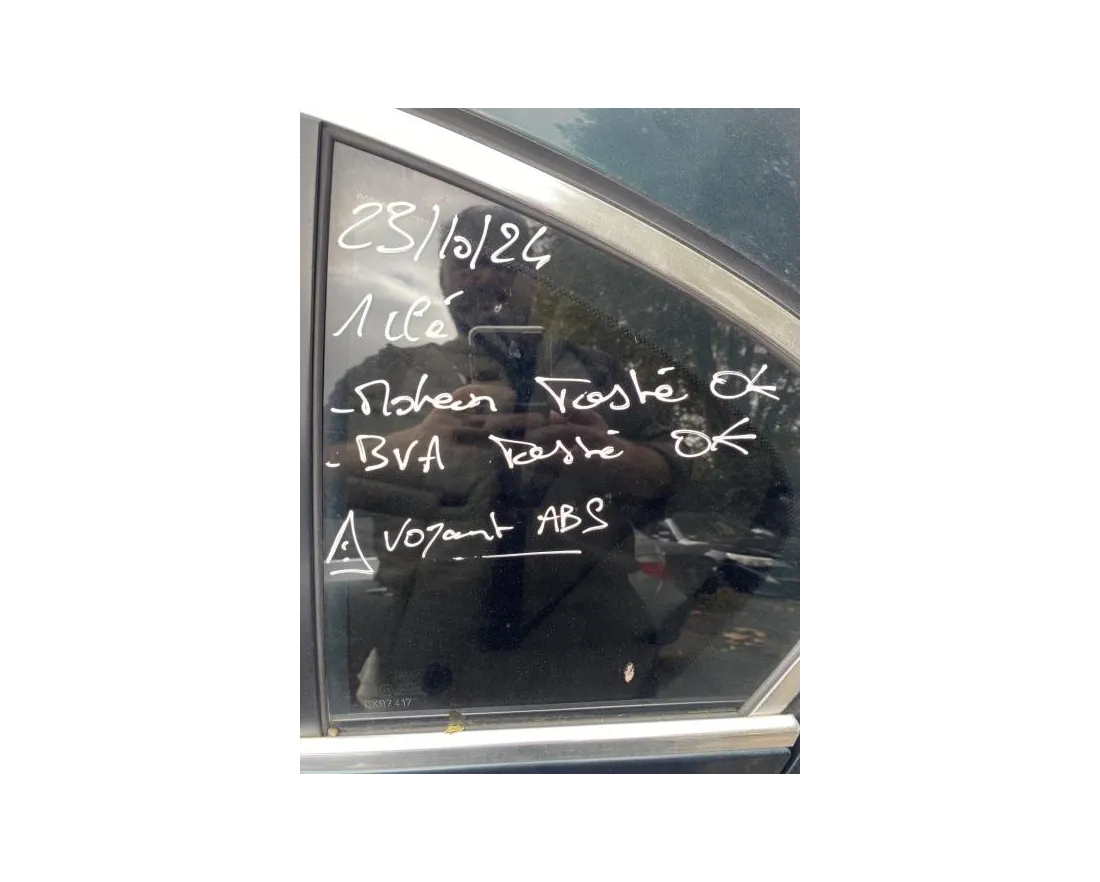 23/10/24
1 clé
- Moteur Testé OK
- BVA Testé OK
⚠ Voyant ABS